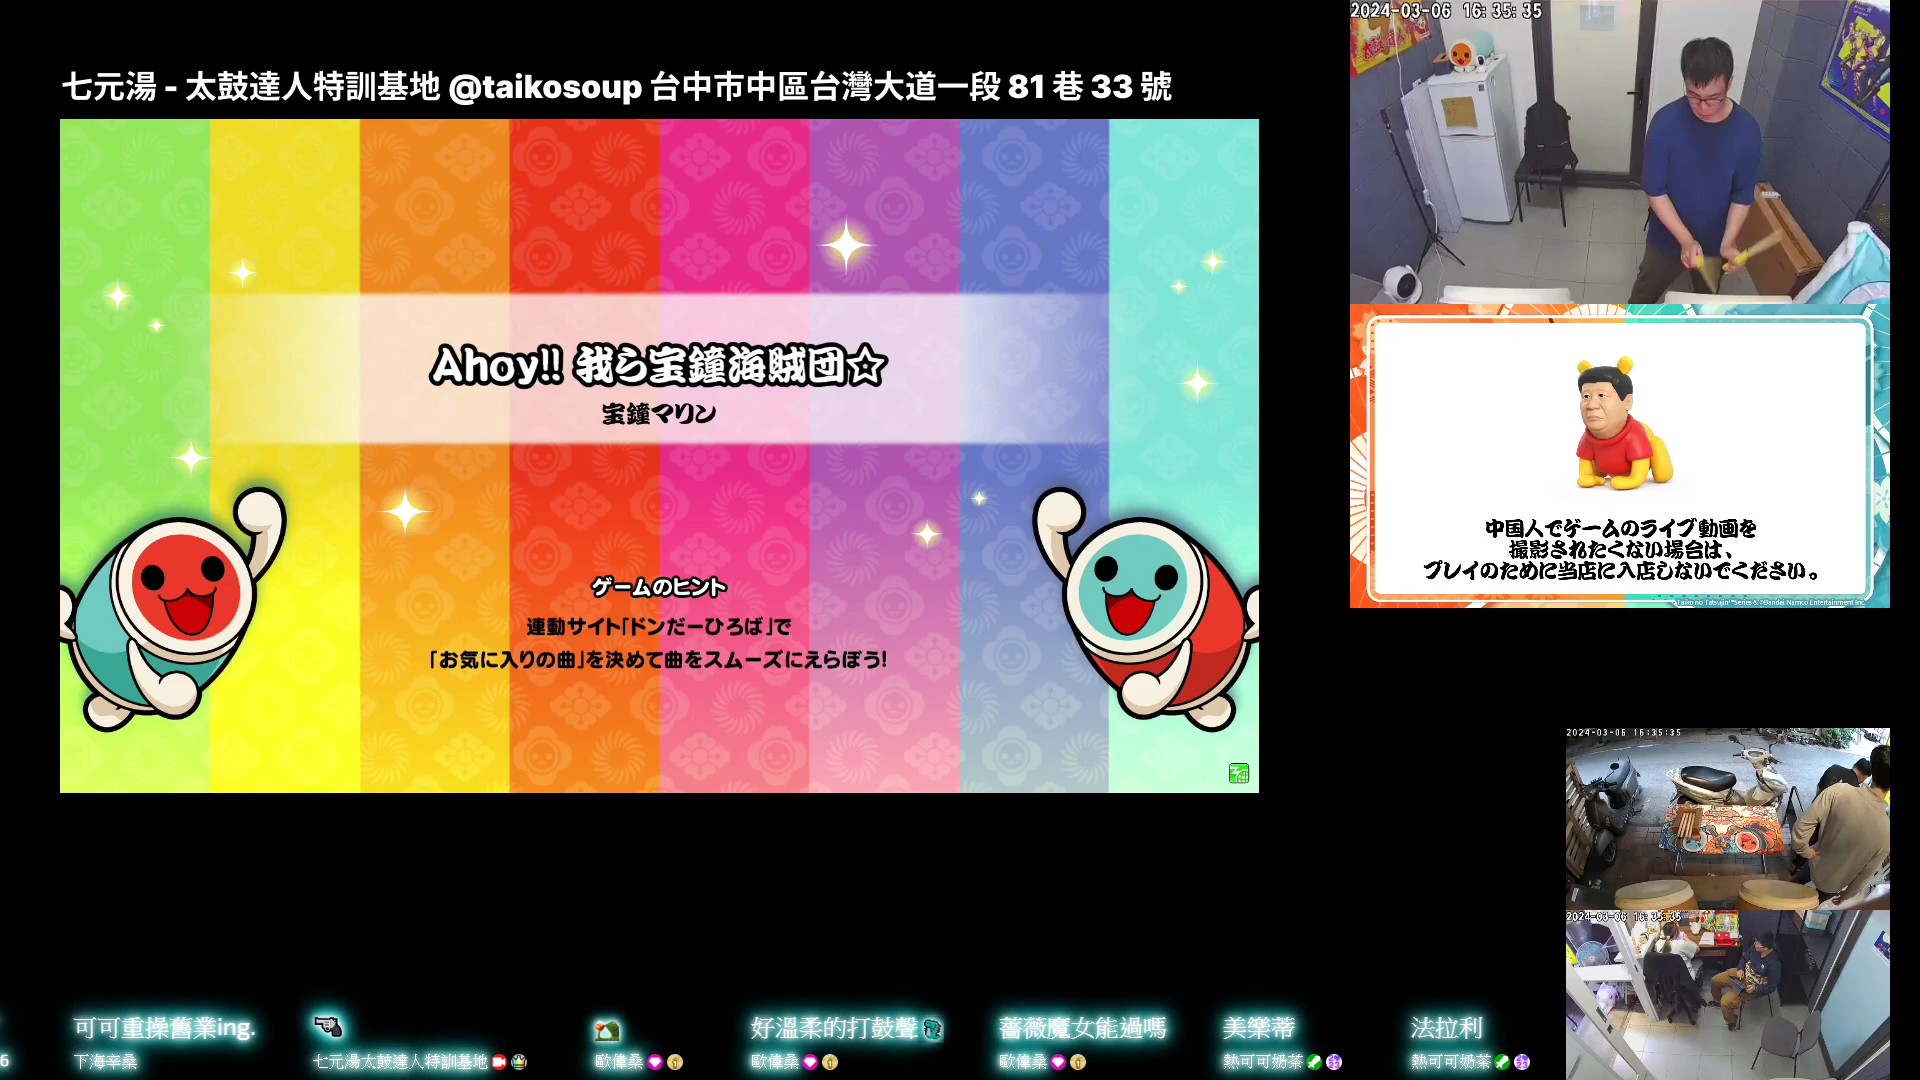 七元湯 - 太鼓達人特訓基地 @taikosoup 台中市中區台灣大道一段 81 巷 33 號
2024-03-06 16:35:35
Ahoy!! 我ら宝鐘海賊団☆
宝鐘マリン
ゲームのヒント
連動サイト「ドンだーひろば」で
「お気に入りの曲」を決めて曲をスムーズにえらぼう!
中国人でゲームのライブ動画を
撮影されたくない場合は、
プレイのために当店に入店しないでください。
Taiko no Tatsujin™Series & ©Bandai Namco Entertainment Inc.
2024-03-06 16:35:35
2024-03-06 16:35:35
6
可可重操舊業ing.
下海辛桑
七元湯太鼓達人特訓基地
歐偉桑
好溫柔的打鼓聲
歐偉桑
薔薇魔女能過嗎
歐偉桑
美樂蒂
熱可可奶茶
法拉利
熱可可奶茶